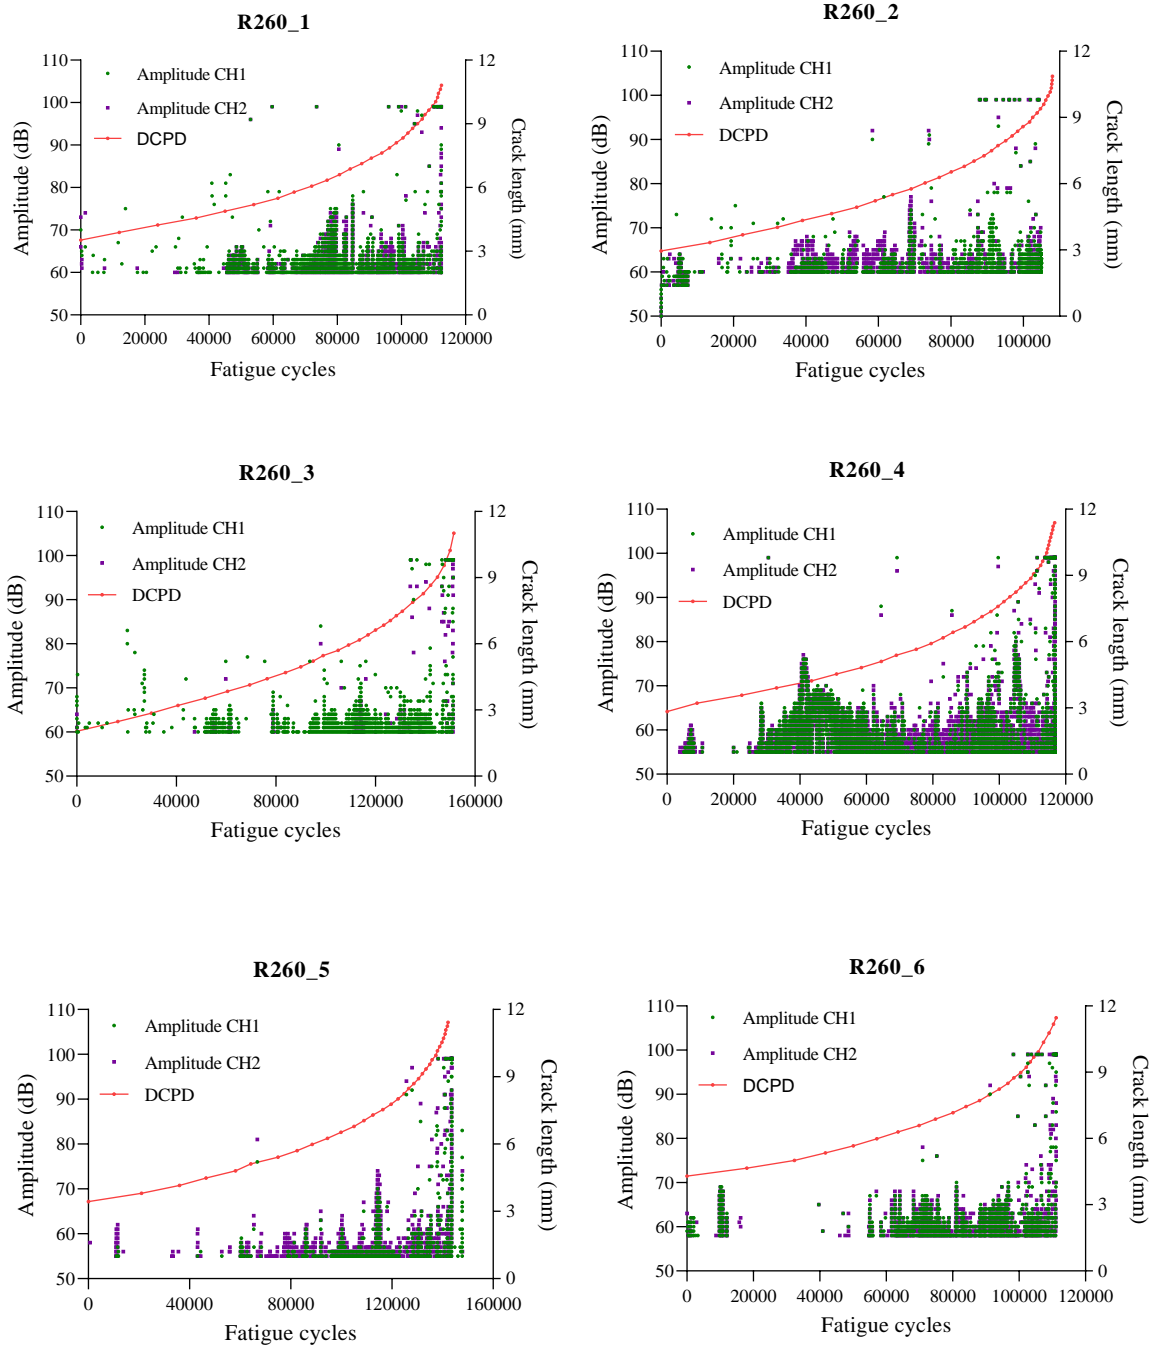 R260_1
Amplitude (dB)
110
100
90
80
70
60
50
Amplitude CH1
Amplitude CH2
DCPD
12
9
6
3
0
Crack length (mm)
0 20000 40000 60000 80000 100000 120000
Fatigue cycles
R260_2
Amplitude (dB)
110
100
90
80
70
60
50
Amplitude CH1
Amplitude CH2
DCPD
12
9
6
3
0
Crack length (mm)
0 20000 40000 60000 80000 100000
Fatigue cycles
R260_3
Amplitude (dB)
110
100
90
80
70
60
50
Amplitude CH1
Amplitude CH2
DCPD
12
9
6
3
0
Crack length (mm)
0 40000 80000 120000 160000
Fatigue cycles
R260_4
Amplitude (dB)
110
100
90
80
70
60
50
Amplitude CH1
Amplitude CH2
DCPD
12
9
6
3
0
Crack length (mm)
0 20000 40000 60000 80000 100000 120000
Fatigue cycles
R260_5
Amplitude (dB)
110
100
90
80
70
60
50
Amplitude CH1
Amplitude CH2
DCPD
12
9
6
3
0
Crack length (mm)
0 40000 80000 120000 160000
Fatigue cycles
R260_6
Amplitude (dB)
110
100
90
80
70
60
50
Amplitude CH1
Amplitude CH2
DCPD
12
9
6
3
0
Crack length (mm)
0 20000 40000 60000 80000 100000 120000
Fatigue cycles